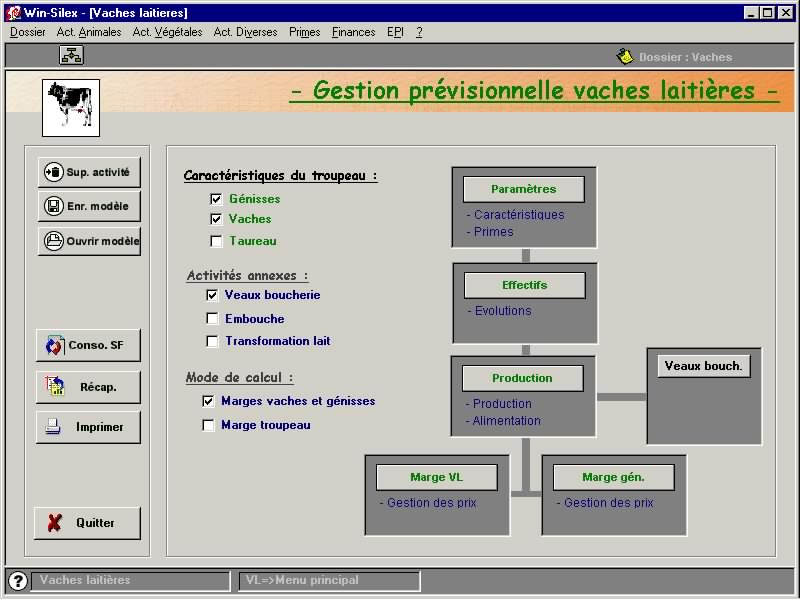 Win-Silex - [Vaches laitieres]
Dossier Act. Animales Act. Végétales Act. Diverses Primes Finances EPI ?
Dossier : Vaches
- Gestion prévisionnelle vaches laitières -
Sup. activité
Enr. modèle
Ouvrir modèle
Conso. SF
Récap.
Imprimer
Quitter
Caractéristiques du troupeau :
Génisses
Vaches
Taureau
Activités annexes :
Veaux boucherie
Embouche
Transformation lait
Mode de calcul :
Marges vaches et génisses
Marge troupeau
Paramètres
- Caractéristiques
- Primes
Effectifs
- Evolutions
Production
- Production
- Alimentation
Veaux bouch.
Marge VL
- Gestion des prix
Marge gén.
- Gestion des prix
? Vaches laitières VL=>Menu principal